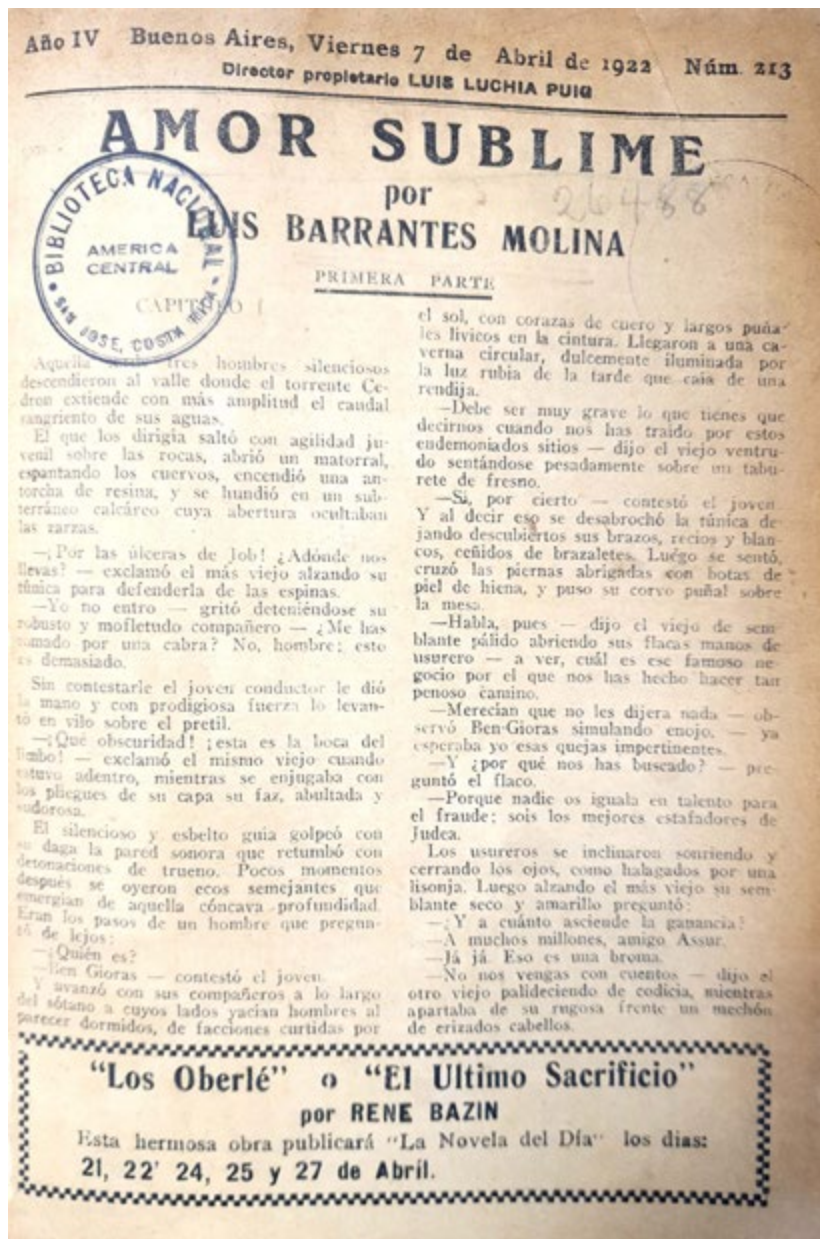 Año IV Buenos Aires, Viernes 7 de Abril de 1922 Núm. 213
Director propietario LUIS LUCHIA PUIG
AMOR SUBLIME
por
LUIS BARRANTES MOLINA
BIBLIOTECA NACIONAL
AMERICA
CENTRAL
SAN JOSE, COSTA RICA
26488
PRIMERA PARTE
CAPITULO I
Aquella tres hombres silenciosos
descendieron al valle donde el torrente Ce-
dron extiende con más amplitud el caudal
sangriento de sus aguas.
El que los dirigia saltó con agilidad ju-
venil sobre las rocas, abrió un matorral,
espantando los cuervos, encendió una an-
torcha de resina, y se hundió en un sub-
terráneo calcáreo cuya abertura ocultaban
las zarzas.
—¡Por las úlceras de Job! ¿Adónde nos
llevas? — exclamó el más viejo alzando su
túnica para defenderla de las espinas.
—Yo no entro — gritó deteniéndose su
robusto y mofletudo compañero — ¿Me has
tomado por una cabra? No, hombre; esto
es demasiado.
Sin contestarle el joven conductor le dió
la mano y con prodigiosa fuerza lo levan-
tó en vilo sobre el pretil.
—¡Qué obscuridad! ¡esta es la boca del
limbo! — exclamó el mismo viejo cuando
estuvo adentro, mientras se enjugaba con
los pliegues de su capa su faz, abultada y
sudorosa.
El silencioso y esbelto guia golpeó con
su daga la pared sonora que retumbó con
detonaciones de trueno. Pocos momentos
después se oyeron ecos semejantes que
emergian de aquella cóncava profundidad.
Eran los pasos de un hombre que pregun-
tó de lejos:
—¿Quién es?
—Ben Gioras — contestó el joven.
Y avanzó con sus compañeros a lo largo
del sótano a cuyos lados yacian hombres al
parecer dormidos, de facciones curtidas por
el sol, con corazas de cuero y largos puña-
les livicos en la cintura. Llegaron a una ca-
verna circular, dulcemente iluminada por
la luz rubia de la tarde que caia de una
rendija.
—Debe ser muy grave lo que tienes que
decirnos cuando nos has traido por estos
endemoniados sitios — dijo el viejo ventru-
do sentándose pesadamente sobre un tabu-
rete de fresno.
—Si, por cierto — contestó el joven.
Y al decir eso se desabrochó la túnica de-
jando descubiertos sus brazos, recios y blan-
cos, ceñidos de brazaletes. Luégo se sentó,
cruzó las piernas abrigadas con botas de
piel de hiena, y puso su corvo puñal sobre
la mesa.
—Habla, pues — dijo el viejo de sem-
blante pálido abriendo sus flacas manos de
usurero — a ver, cuál es ese famoso ne-
gocio por el que nos has hecho hacer tan
penoso camino.
—Merecian que no les dijera nada — ob-
servó Ben-Gioras simulando enojo. — ya
esperaba yo esas quejas impertinentes.
—Y ¿por qué nos has buscado? — pre-
guntó el flaco.
—Porque nadie os iguala en talento para
el fraude; sois los mejores estafadores de
Judea.
Los usureros se inclinaron sonriendo y
cerrando los ojos, como halagados por una
lisonja. Luego alzando el más viejo su sem-
blante seco y amarillo preguntó:
—¿Y a cuánto asciende la ganancia?
—A muchos millones, amigo Assur.
—Já já. Eso es una broma.
—No nos vengas con cuentos — dijo el
otro viejo palideciendo de codicia, mientras
apartaba de su rugosa frente un mechón
de erizados cabellos.
"Los Oberlé" o "El Ultimo Sacrificio"
por RENE BAZIN
Esta hermosa obra publicará "La Novela del Día" los dias:
21, 22' 24, 25 y 27 de Abril.